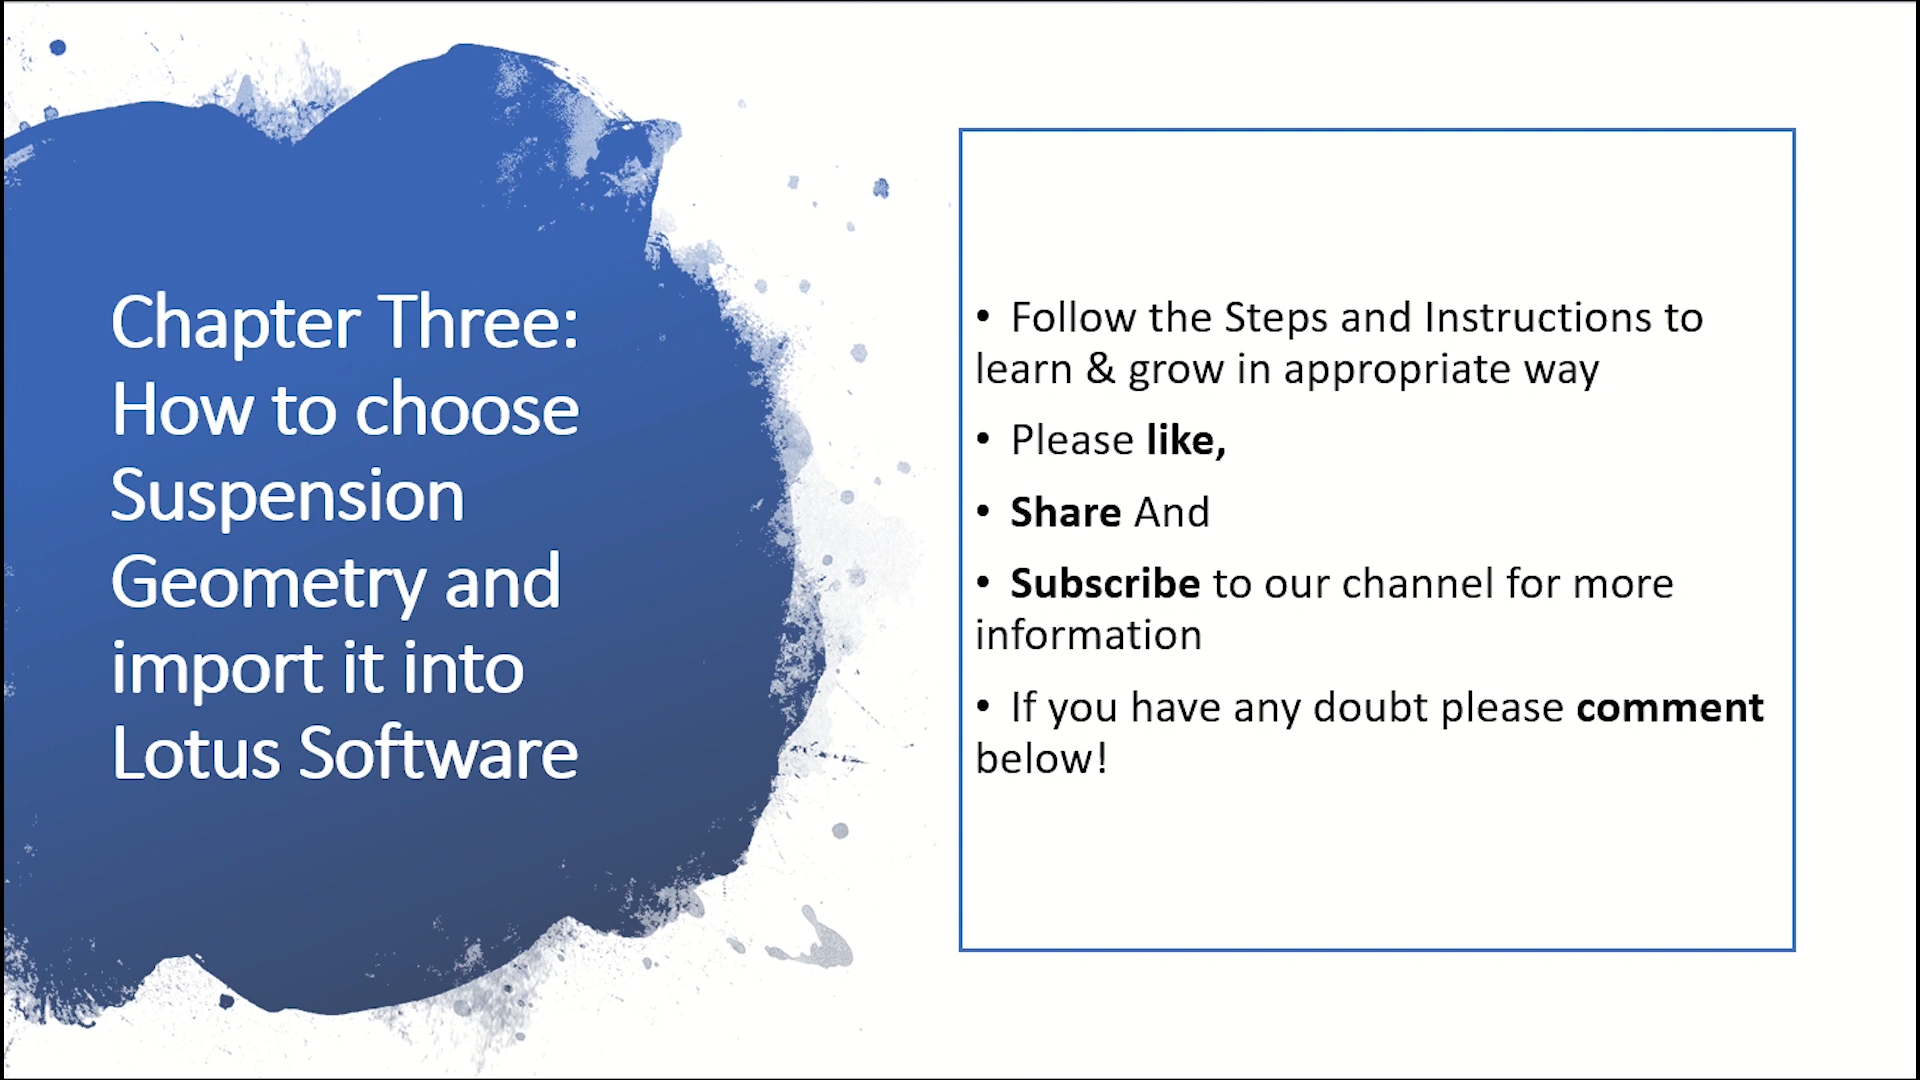 Chapter Three:
How to choose
Suspension
Geometry and
import it into
Lotus Software
• Follow the Steps and Instructions to
learn & grow in appropriate way
• Please like,
• Share And
• Subscribe to our channel for more
information
• If you have any doubt please comment
below!